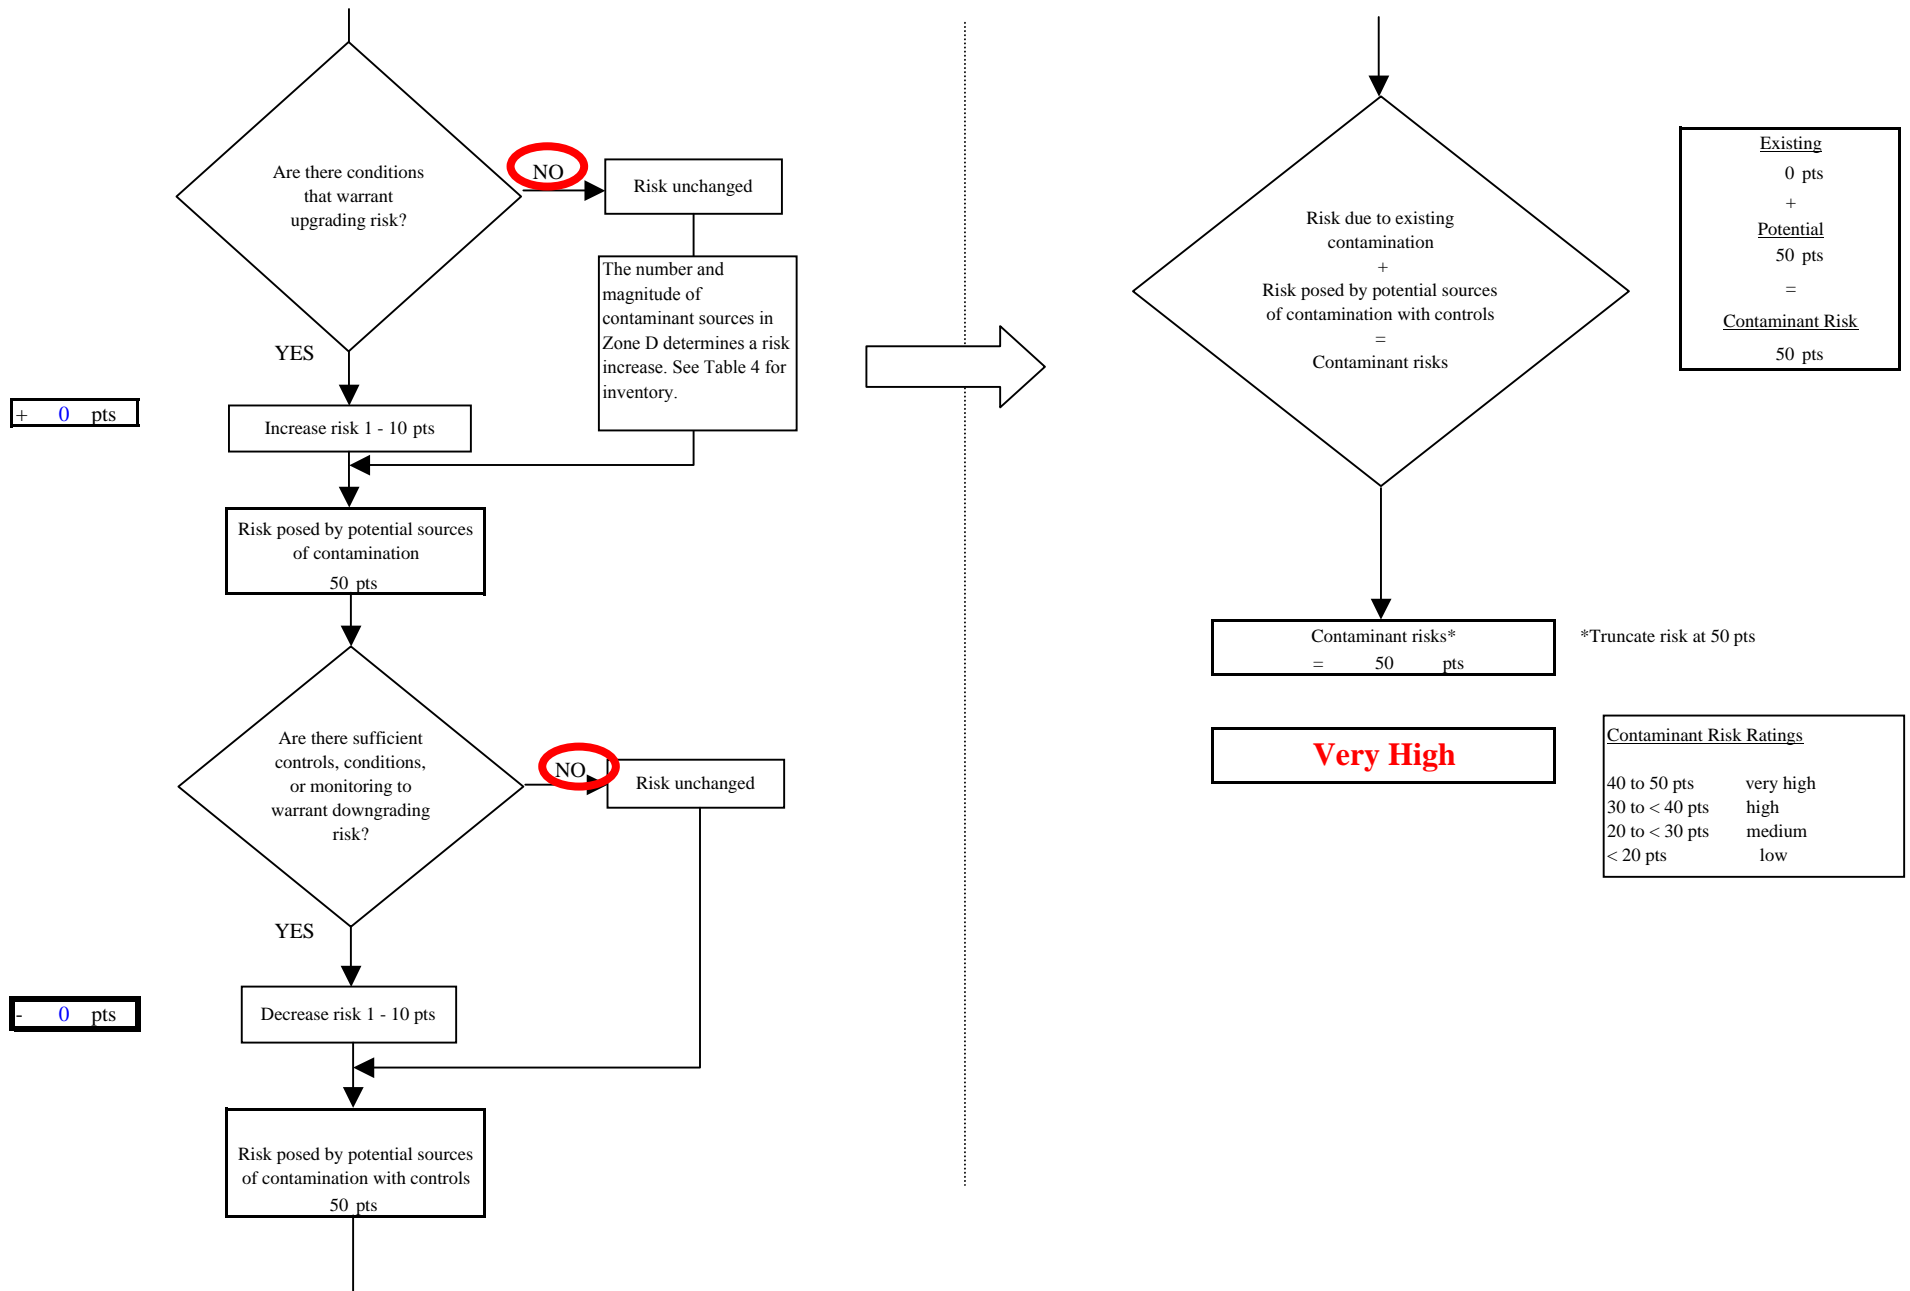 Are there conditions
that warrant
upgrading risk?
NO
Risk unchanged
The number and
magnitude of
contaminant sources in
Zone D determines a risk
increase. See Table 4 for
inventory.
YES
+ 0 pts
Increase risk 1 - 10 pts
Risk posed by potential sources
of contamination
50 pts
Are there sufficient
controls, conditions,
or monitoring to
warrant downgrading
risk?
NO
Risk unchanged
YES
- 0 pts
Decrease risk 1 - 10 pts
Risk posed by potential sources
of contamination with controls
50 pts
Risk due to existing
contamination
+
Risk posed by potential sources
of contamination with controls
=
Contaminant risks
Existing
0 pts
+
Potential
50 pts
=
Contaminant Risk
50 pts
Contaminant risks*
= 50 pts
*Truncate risk at 50 pts
Very High
Contaminant Risk Ratings
40 to 50 pts very high
30 to < 40 pts high
20 to < 30 pts medium
< 20 pts low